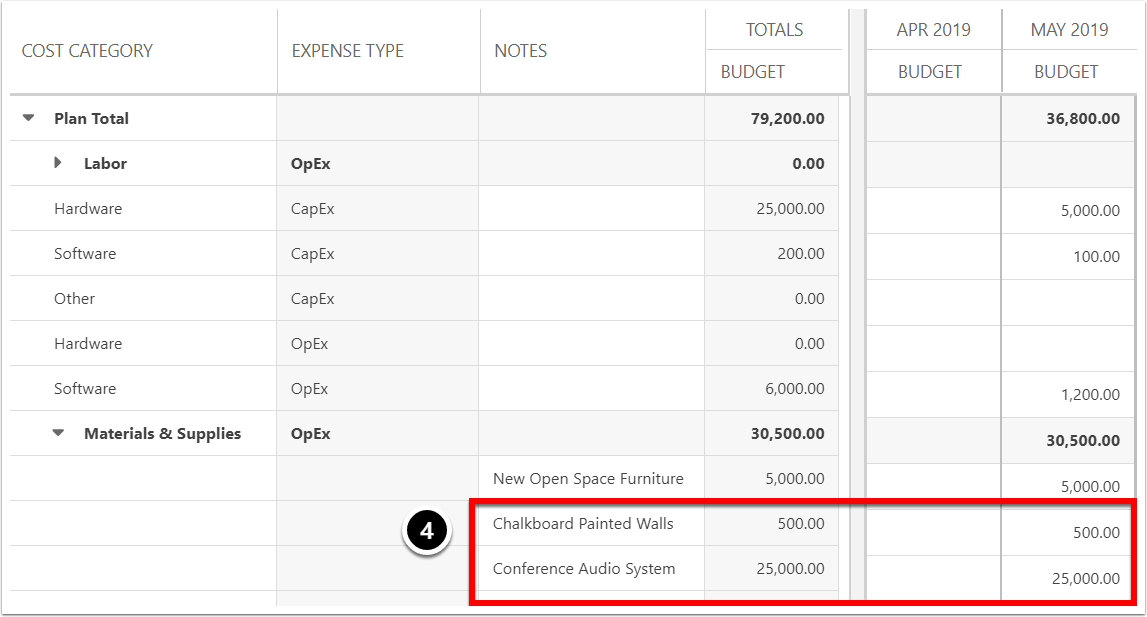 COST CATEGORY EXPENSE TYPE NOTES TOTALS APR 2019 MAY 2019
BUDGET BUDGET BUDGET
Plan Total 79,200.00 36,800.00
Labor OpEx 0.00
Hardware CapEx 25,000.00 5,000.00
Software CapEx 200.00 100.00
Other CapEx 0.00
Hardware OpEx 0.00
Software OpEx 6,000.00 1,200.00
Materials & Supplies OpEx 30,500.00 30,500.00
New Open Space Furniture 5,000.00 5,000.00
4 Chalkboard Painted Walls 500.00 500.00
Conference Audio System 25,000.00 25,000.00